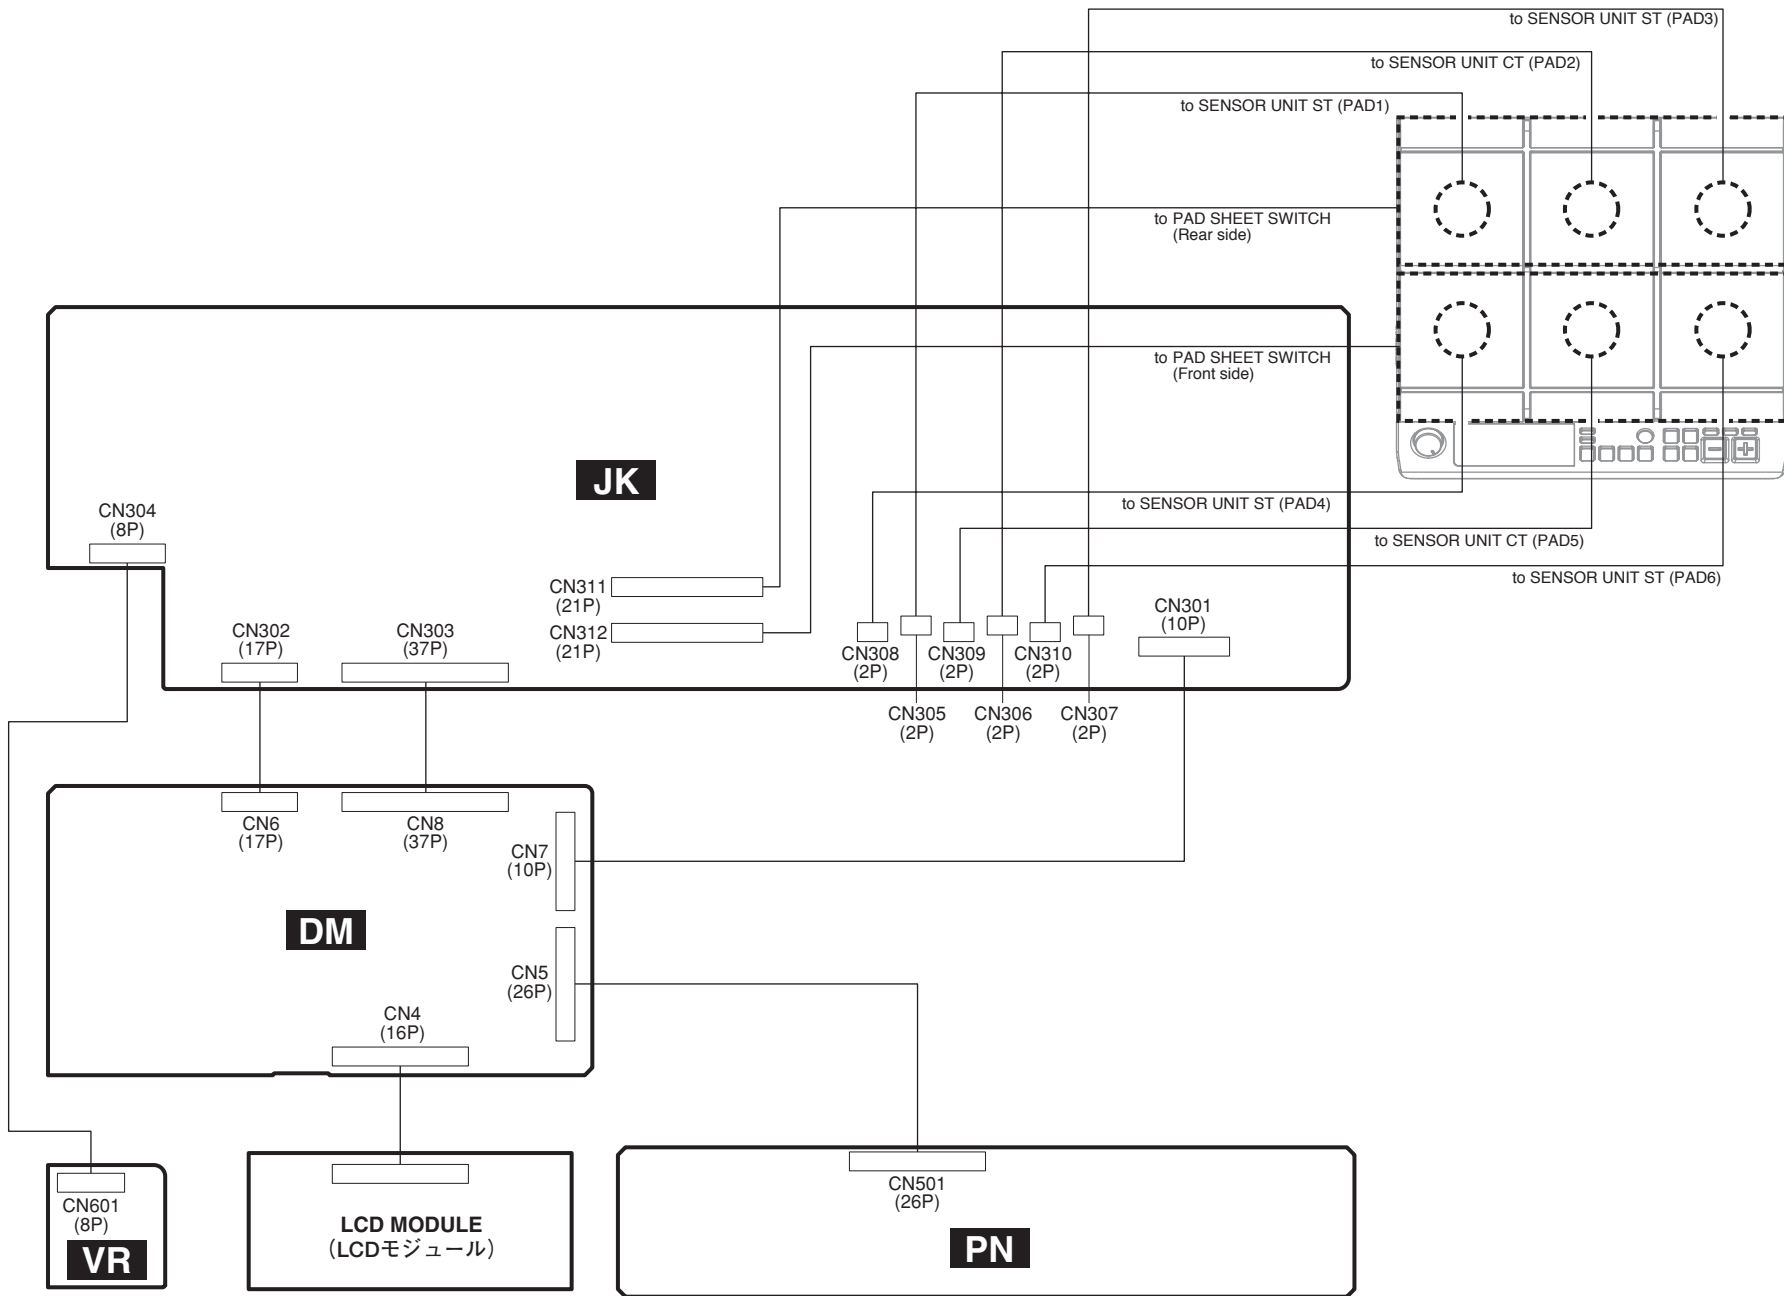 to SENSOR UNIT ST (PAD3)
to SENSOR UNIT CT (PAD2)
to SENSOR UNIT ST (PAD1)
to PAD SHEET SWITCH
(Rear side)
to PAD SHEET SWITCH
(Front side)
JK
to SENSOR UNIT ST (PAD4)
to SENSOR UNIT CT (PAD5)
to SENSOR UNIT ST (PAD6)
CN304
(8P)
CN311
(21P)
CN312
(21P)
CN302
(17P)
CN303
(37P)
CN301
(10P)
CN308
(2P)
CN309
(2P)
CN310
(2P)
CN305
(2P)
CN306
(2P)
CN307
(2P)
CN6
(17P)
CN8
(37P)
CN7
(10P)
DM
CN5
(26P)
CN4
(16P)
CN601
(8P)
VR
LCD MODULE
(LCDモジュール)
CN501
(26P)
PN